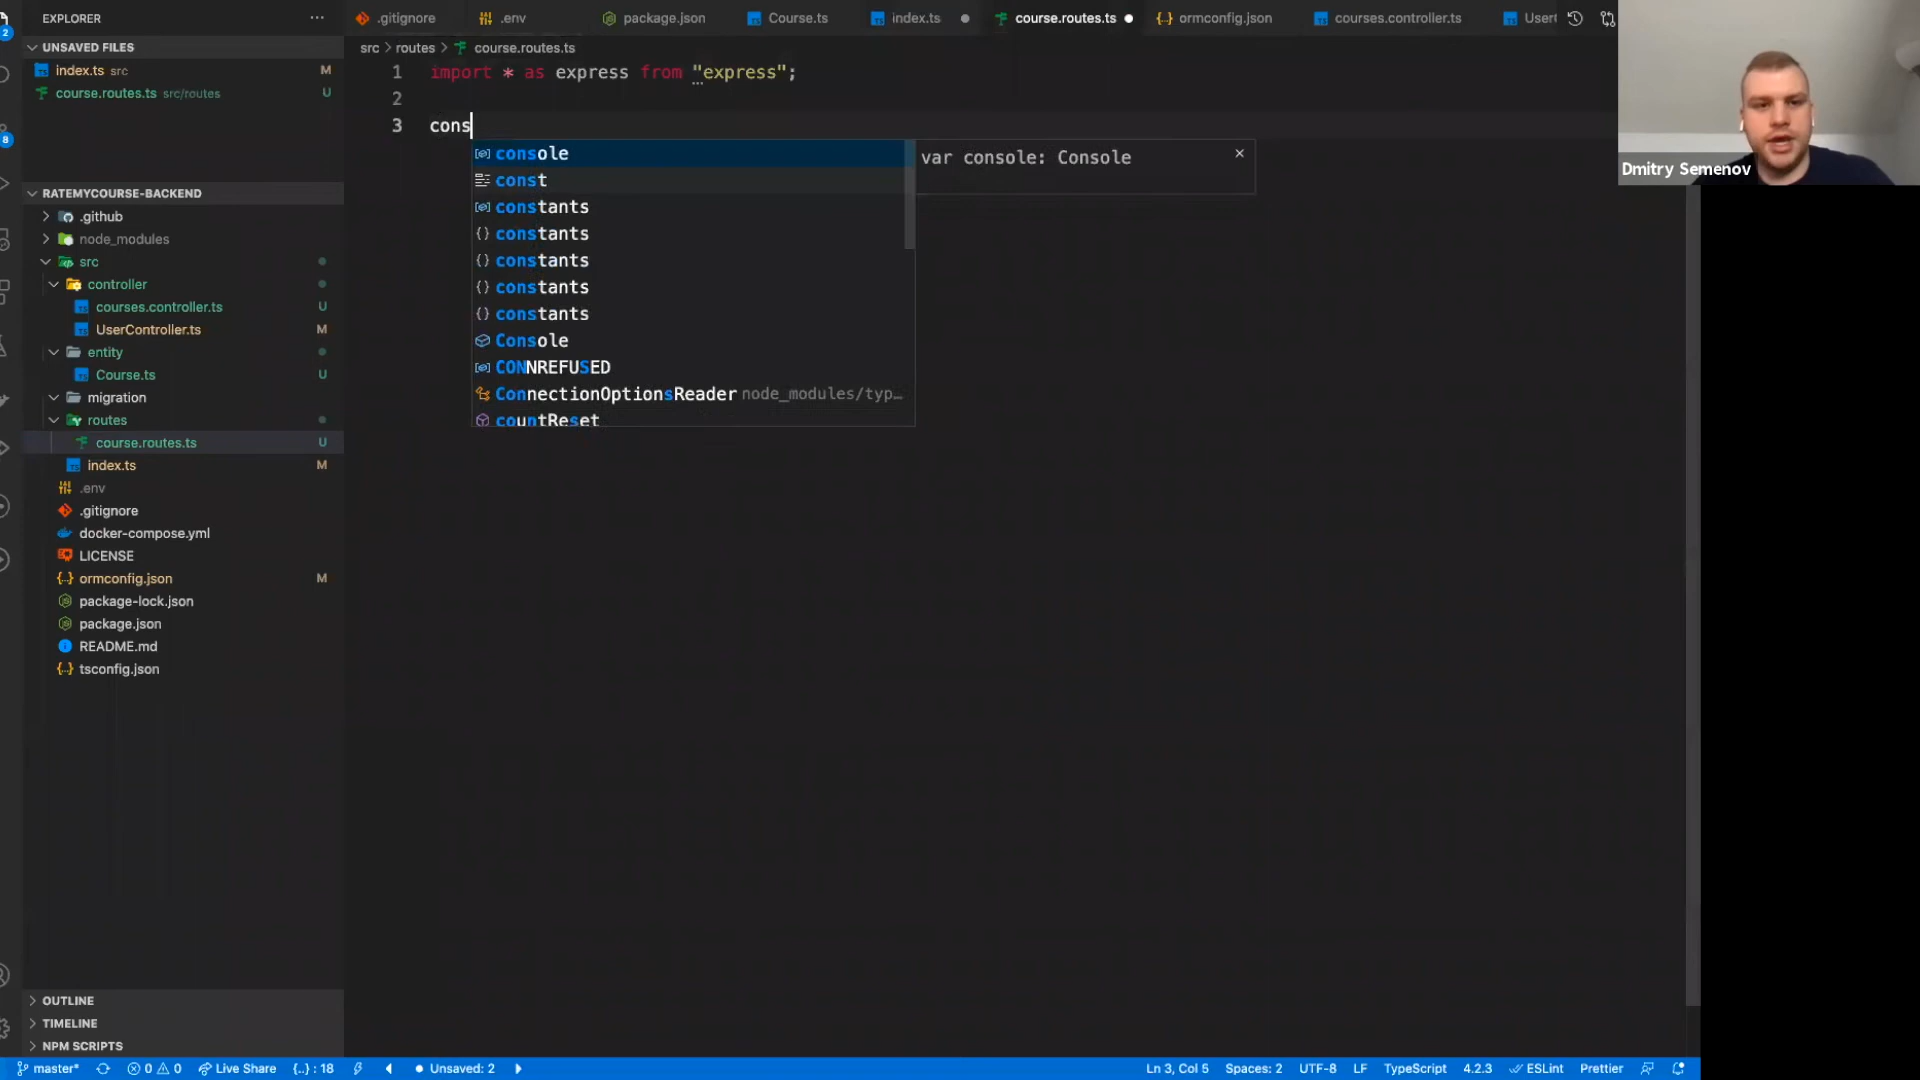 EXPLORER
UNSAVED FILES
index.ts src M
course.routes.ts src/routes U
RATEMYCOURSE-BACKEND
.github
node_modules
src
controller
courses.controller.ts U
UserController.ts M
entity
Course.ts U
migration
routes
course.routes.ts U
index.ts M
.env
.gitignore
docker-compose.yml
LICENSE
ormconfig.json M
package-lock.json
package.json
README.md
tsconfig.json
OUTLINE
TIMELINE
NPM SCRIPTS
2
8
.gitignore .env package.json Course.ts index.ts course.routes.ts ormconfig.json courses.controller.ts User
src > routes > course.routes.ts
1 import * as express from "express";
2
3 cons
console
const
constants
constants
constants
constants
constants
Console
CONNREFUSED
ConnectionOptionsReader node_modules/typ…
countReset
var console: Console
Dmitry Semenov
master* 0 0 Live Share {..} : 18 Unsaved: 2 Ln 3, Col 5 Spaces: 2 UTF-8 LF TypeScript 4.2.3 ESLint Prettier